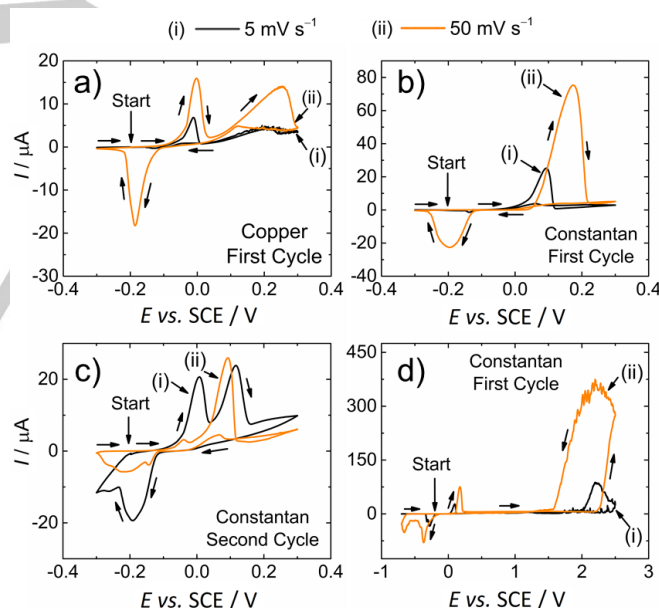 (i) 5 mV s⁻¹ (ii) 50 mV s⁻¹
a)
20
10
0
10
20
30
I / µA
Start
(ii)
(i)
Copper
First Cycle
-0.4 -0.2 0.0 0.2 0.4
E vs. SCE / V
b)
80
60
40
20
0
-20
-40
Start
(ii)
(i)
Constantan
First Cycle
-0.4 -0.2 0.0 0.2 0.4
E vs. SCE / V
c)
20
0
-20
I / µA
Start
(i)
(ii)
Constantan
Second Cycle
-0.4 -0.2 0.0 0.2 0.4
E vs. SCE / V
d)
450
300
150
0
-150
Constantan
First Cycle
Start
(ii)
(i)
-1 0 1 2 3
E vs. SCE / V